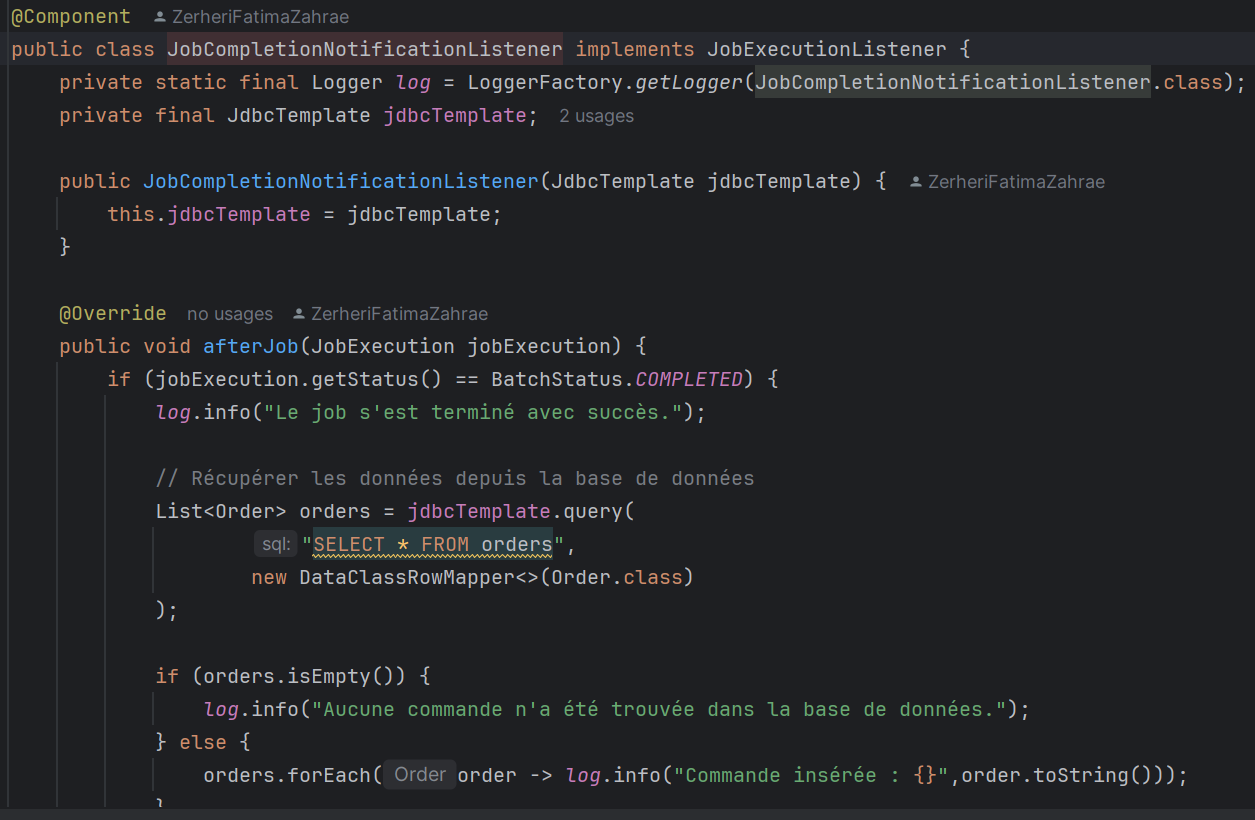 @Component ZerheriFatimaZahrae
public class JobCompletionNotificationListener implements JobExecutionListener {
private static final Logger log = LoggerFactory.getLogger(JobCompletionNotificationListener.class);
private final JdbcTemplate jdbcTemplate; 2 usages
public JobCompletionNotificationListener(JdbcTemplate jdbcTemplate) { ZerheriFatimaZahrae
this.jdbcTemplate = jdbcTemplate;
}
@Override no usages ZerheriFatimaZahrae
public void afterJob(JobExecution jobExecution) {
if (jobExecution.getStatus() == BatchStatus.COMPLETED) {
log.info("Le job s'est terminé avec succès.");
// Récupérer les données depuis la base de données
List<Order> orders = jdbcTemplate.query(
sql: "SELECT * FROM orders",
new DataClassRowMapper<>(Order.class)
);
if (orders.isEmpty()) {
log.info("Aucune commande n'a été trouvée dans la base de données.");
} else {
orders.forEach( Order order -> log.info("Commande insérée : {}",order.toString()));
}